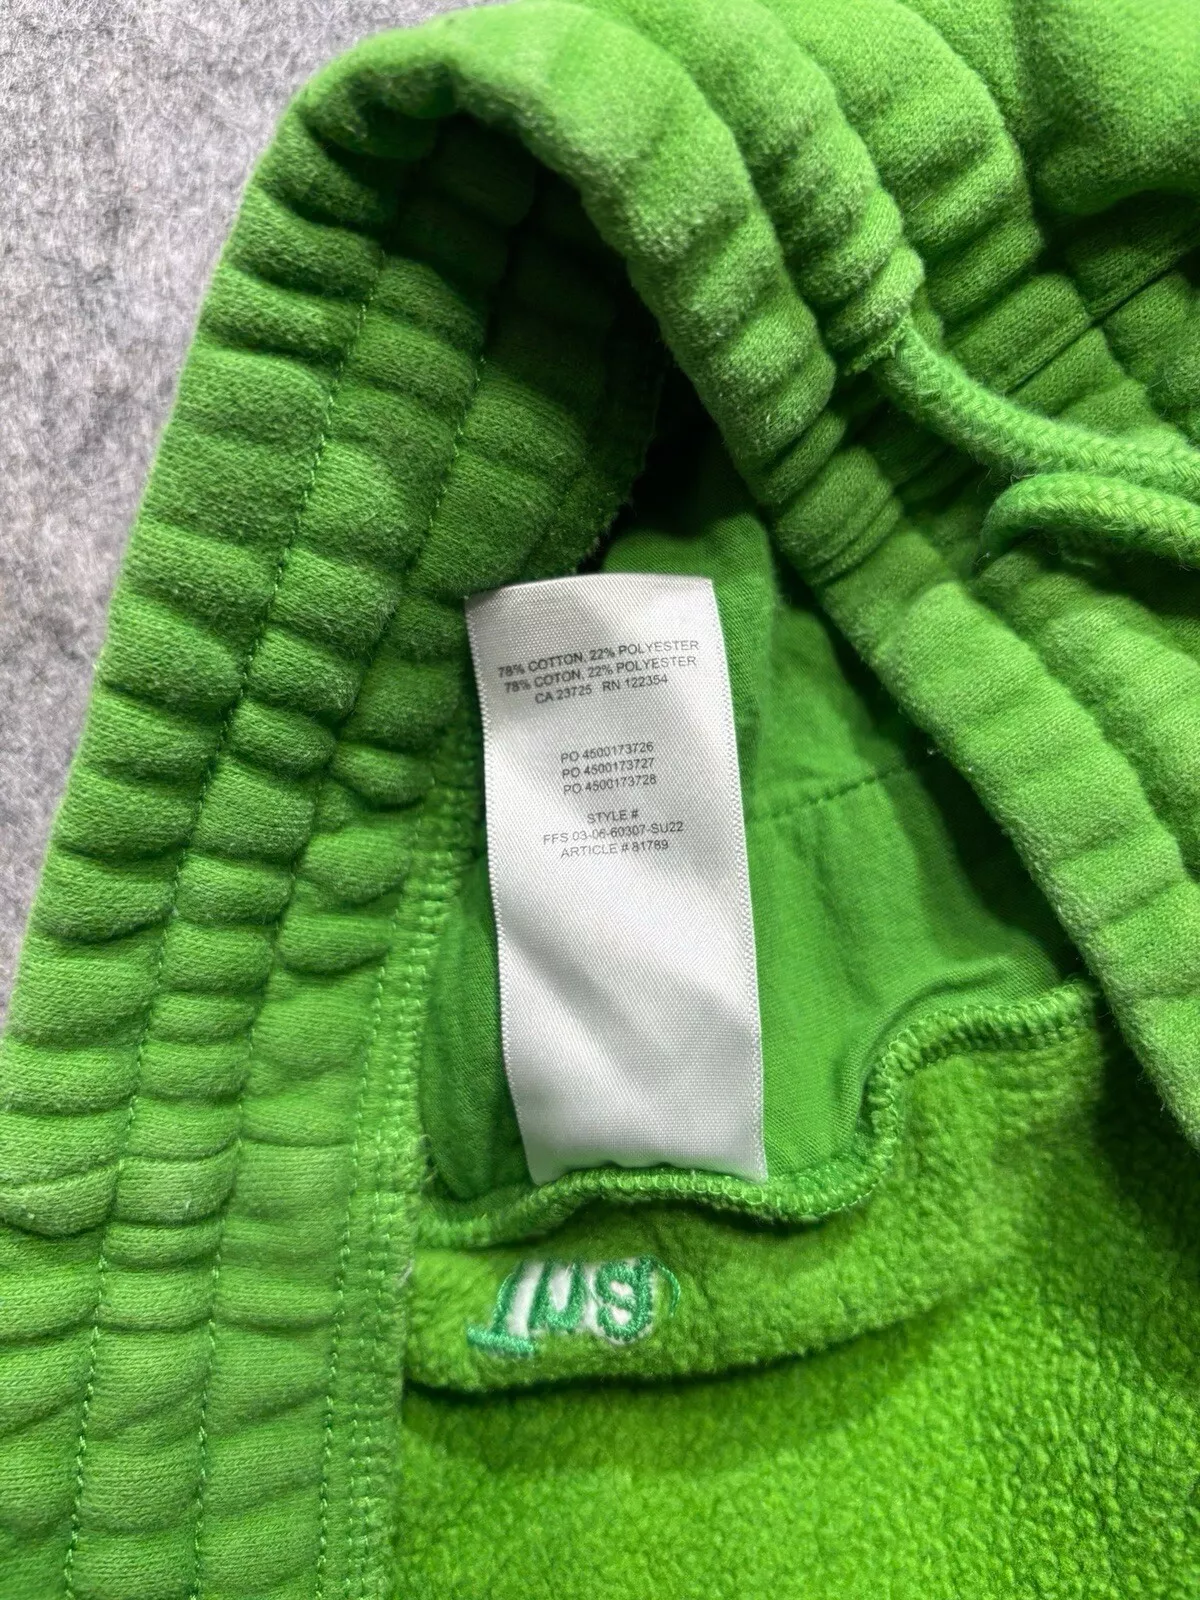 78% COTTON, 22% POLYESTER
78% COTON, 22% POLYESTER
CA 23725 RN 122354
PO 4500173726
PO 4500173727
PO 4500173728
STYLE #
FFS 03-06-60307-SU22
ARTICLE # 81789